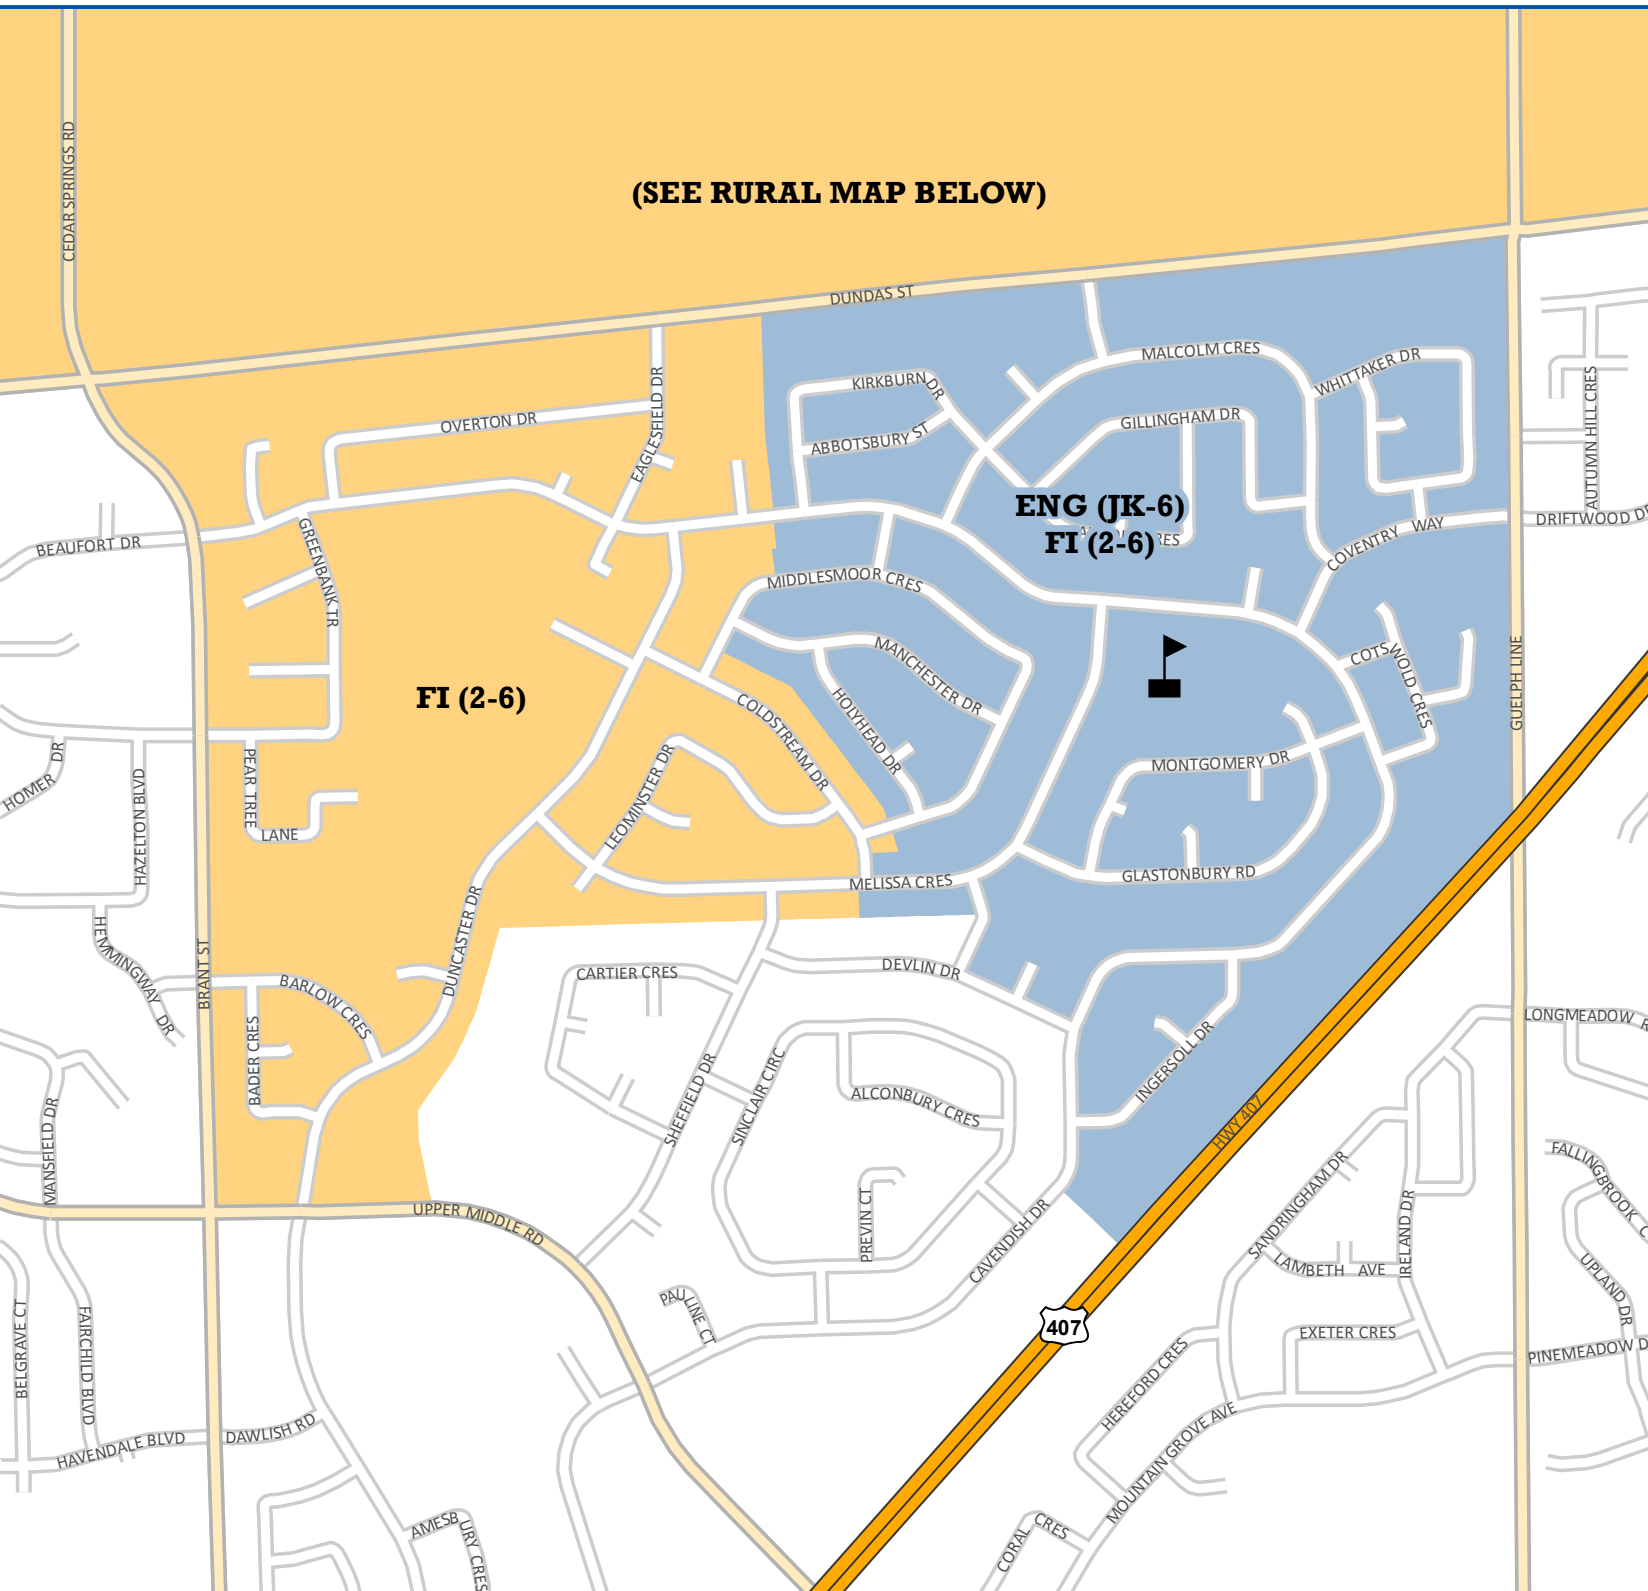 CEDAR SPRINGS RD
(SEE RURAL MAP BELOW)
DUNDAS ST
MALCOLM CRES
WHITTAKER DR
KIRKBURN DR
EAGLESFIELD DR
OVERTON DR
GILLINGHAM DR
ABBOTSBURY ST
AUTUMN HILL CRES
ENG (JK-6)
FI (2-6)
RES
COVENTRY WAY
DRIFTWOOD DR
BEAUFORT DR
GREENBANK TR
MIDDLESMOOR CRES
MANCHESTER DR
COTSWOLD CRES
GUELPH LINE
FI (2-6)
COLDSTREAM DR
HOLYHEAD DR
HOMER DR
HAZELTON BLVD
PEAR TREE
LANE
LEOMINSTER DR
MONTGOMERY DR
MELISSA CRES
GLASTONBURY RD
HEMMINGWAY DR
BRANT ST
DUNCASTER DR
BARLOW CRES
CARTIER CRES
DEVLIN DR
BADER CRES
LONGMEADOW R
INGERSOLL DR
SHEFFIELD DR
SINCLAIR CIRC
ALCONBURY CRES
HWY 407
MANSFIELD DR
SANDRINGHAM DR
FALLINGBROOK C
UPPER MIDDLE RD
PREVIN CT
CAVENDISH DR
IRELAND DR
LAMBETH AVE
UPLAND DR
BELGRAVE CT
FAIRCHILD BLVD
PAULINE CT
407
EXETER CRES
HEREFORD CRES
PINEMEADOW D
HAVENDALE BLVD
DAWLISH RD
MOUNTAIN GROVE AVE
AMESBURY CRES
CORAL CRES